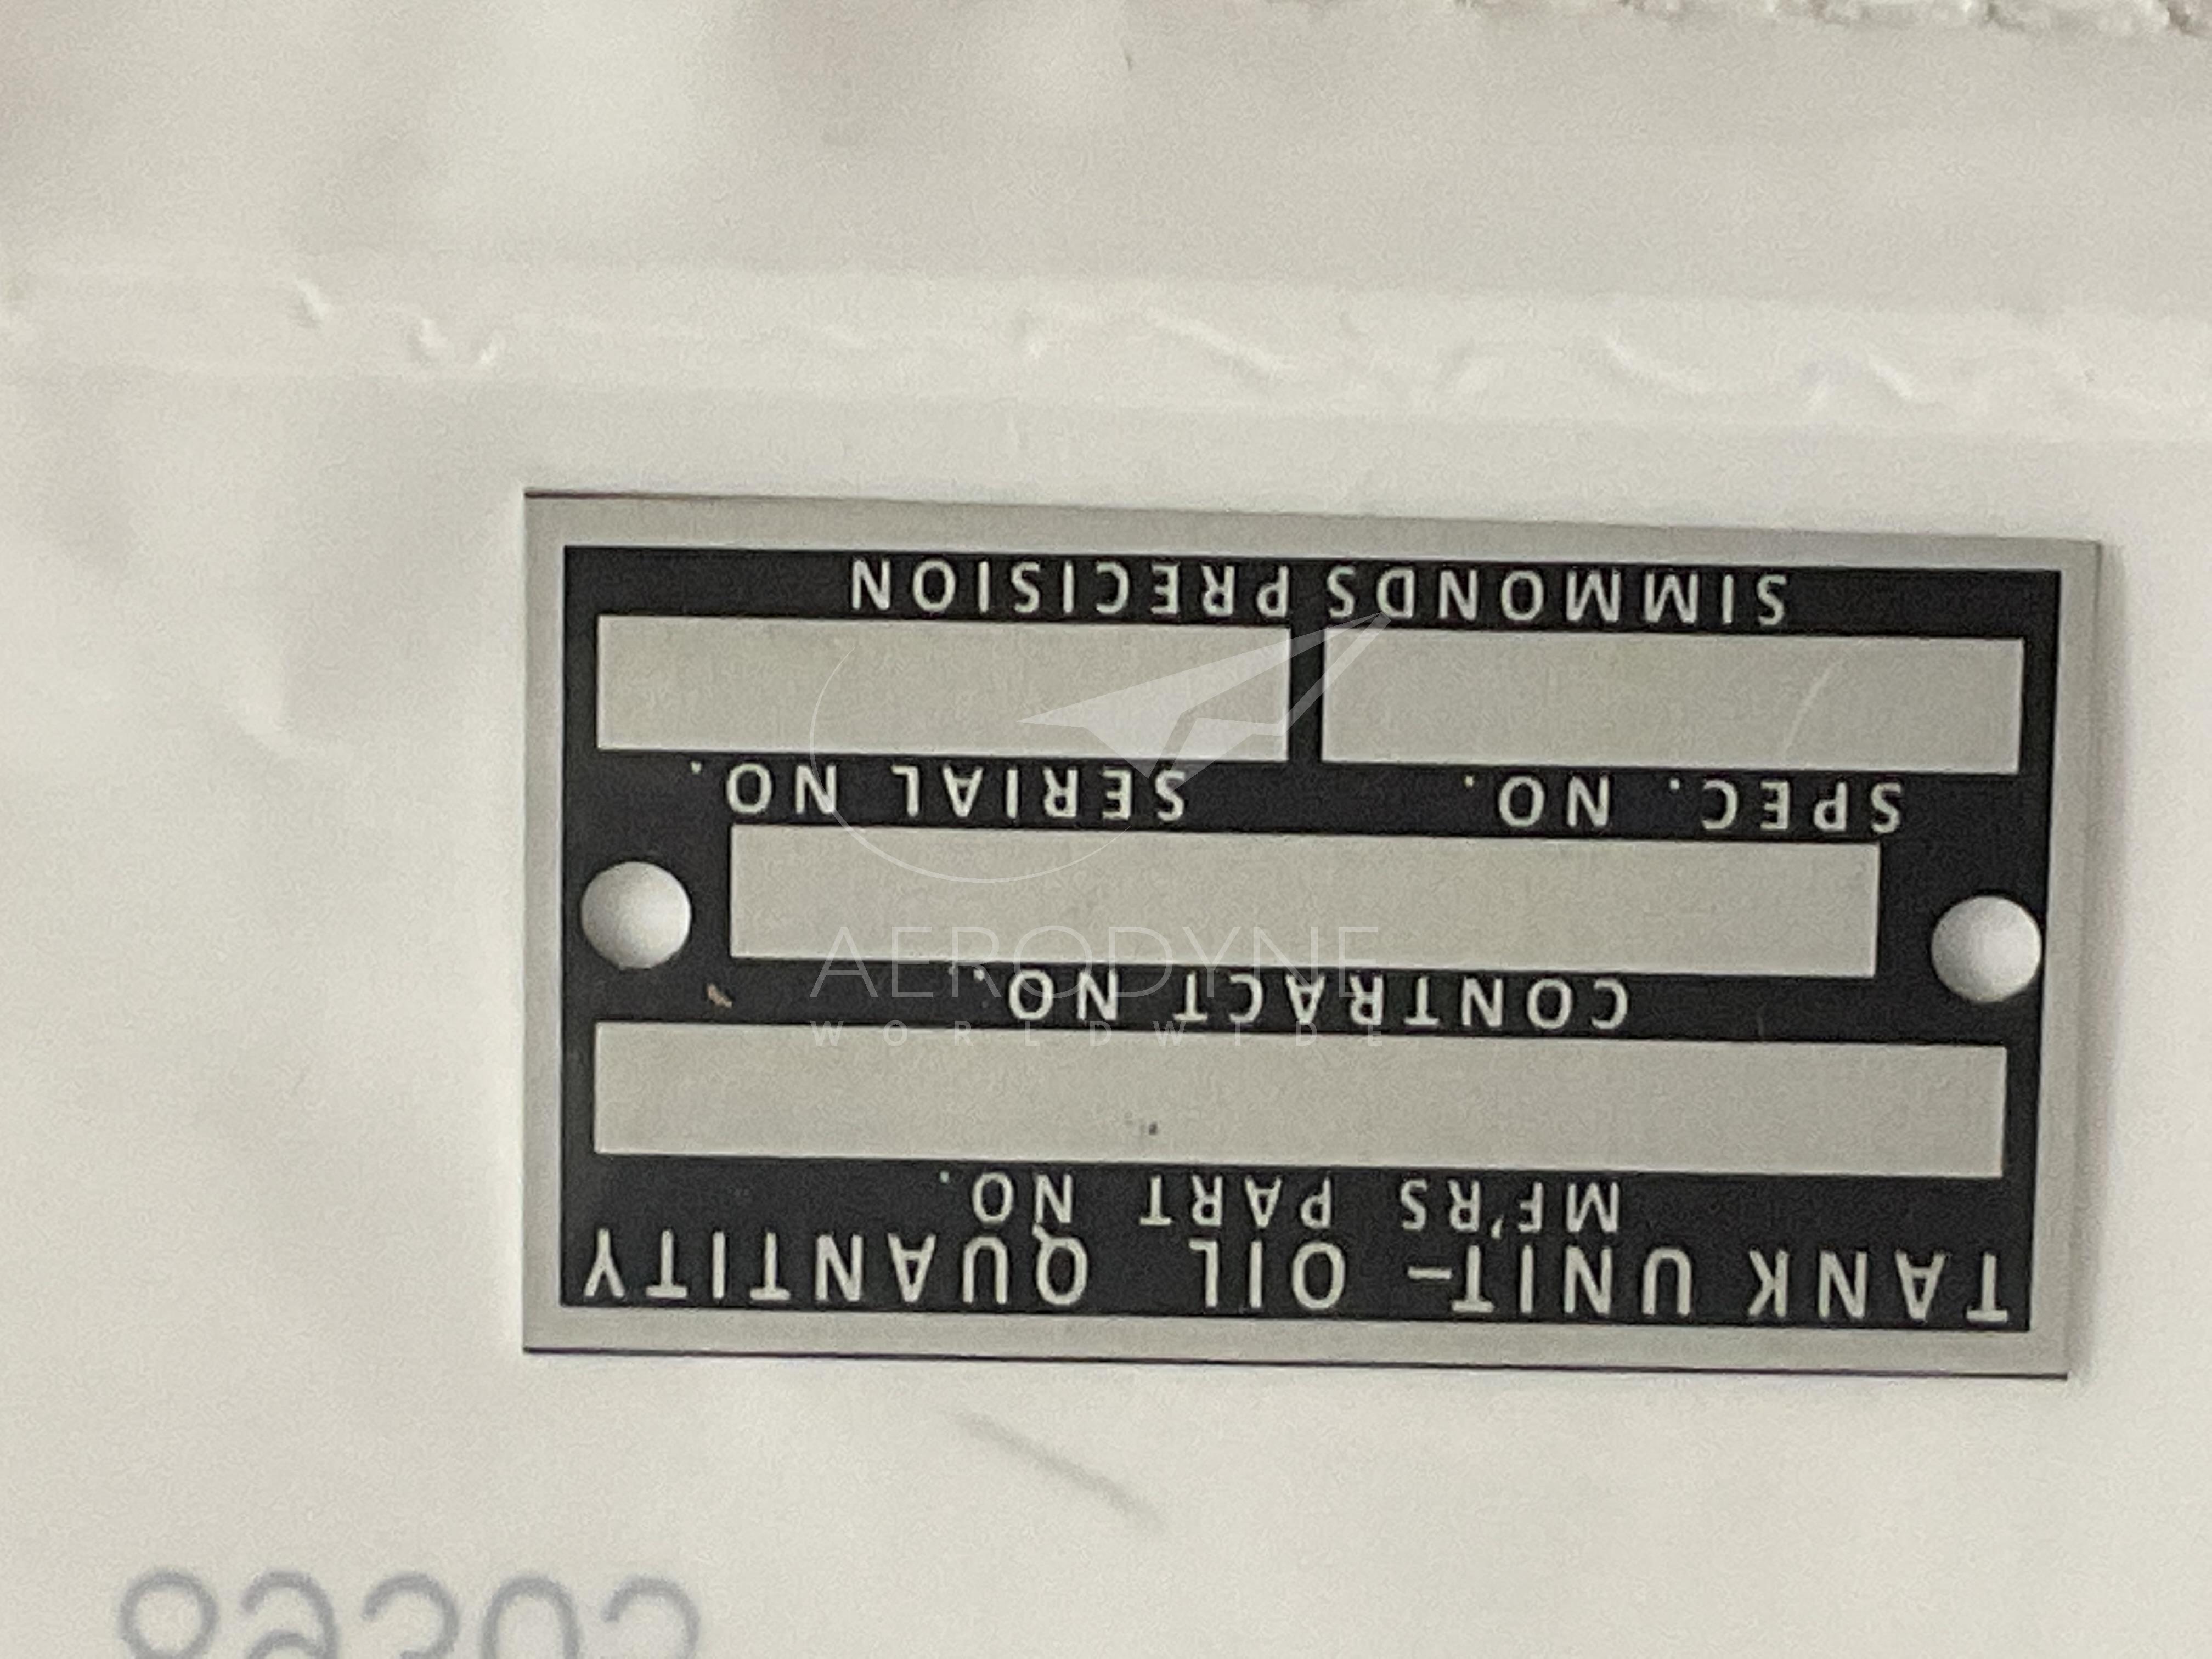 TANK UNIT- OIL QUANTITY
MF'RS PART NO.
CONTRACT NO.
SPEC. NO. SERIAL NO.
SIMMONDS PRECISION
AERODYNE
WORLDWIDE